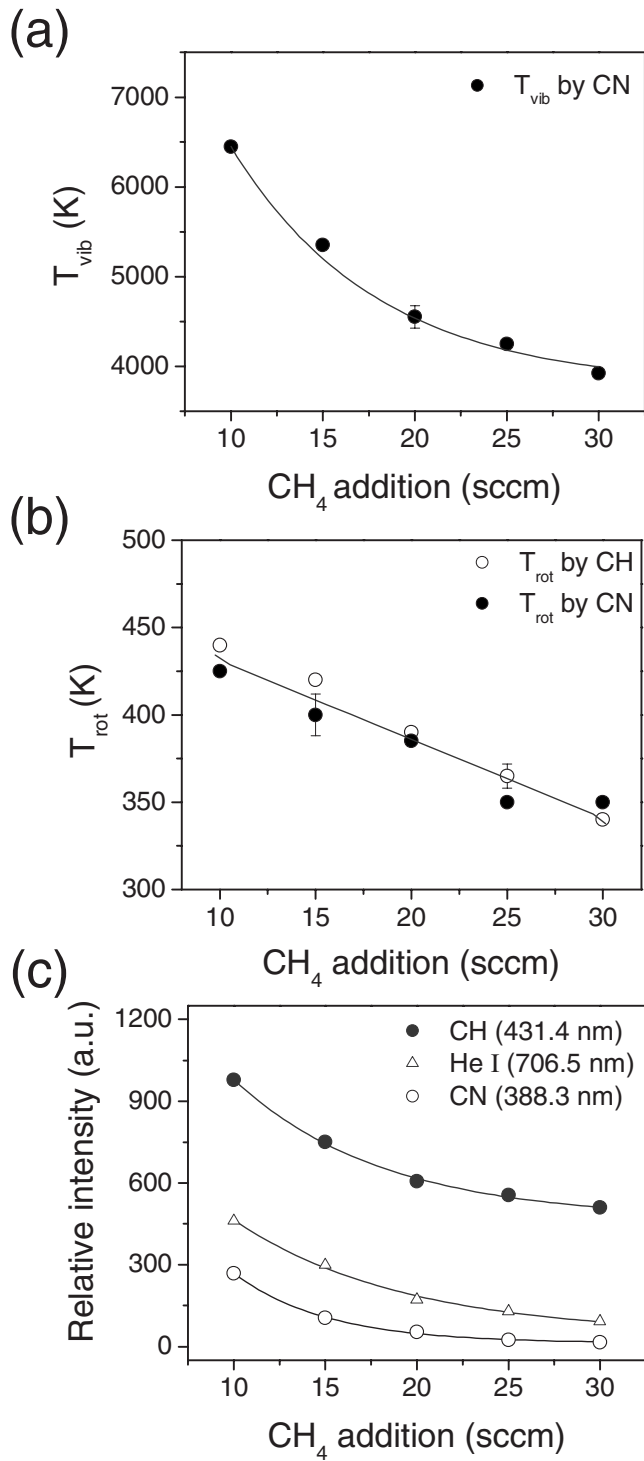 (a)
T_vib by CN
7000
6000
5000
4000
T_vib (K)
10 15 20 25 30
CH₄ addition (sccm)
(b)
500
450
400
350
300
T_rot by CH
T_rot by CN
T_rot (K)
10 15 20 25 30
CH₄ addition (sccm)
(c)
1200
900
600
300
0
CH (431.4 nm)
He I (706.5 nm)
CN (388.3 nm)
Relative intensity (a.u.)
10 15 20 25 30
CH₄ addition (sccm)